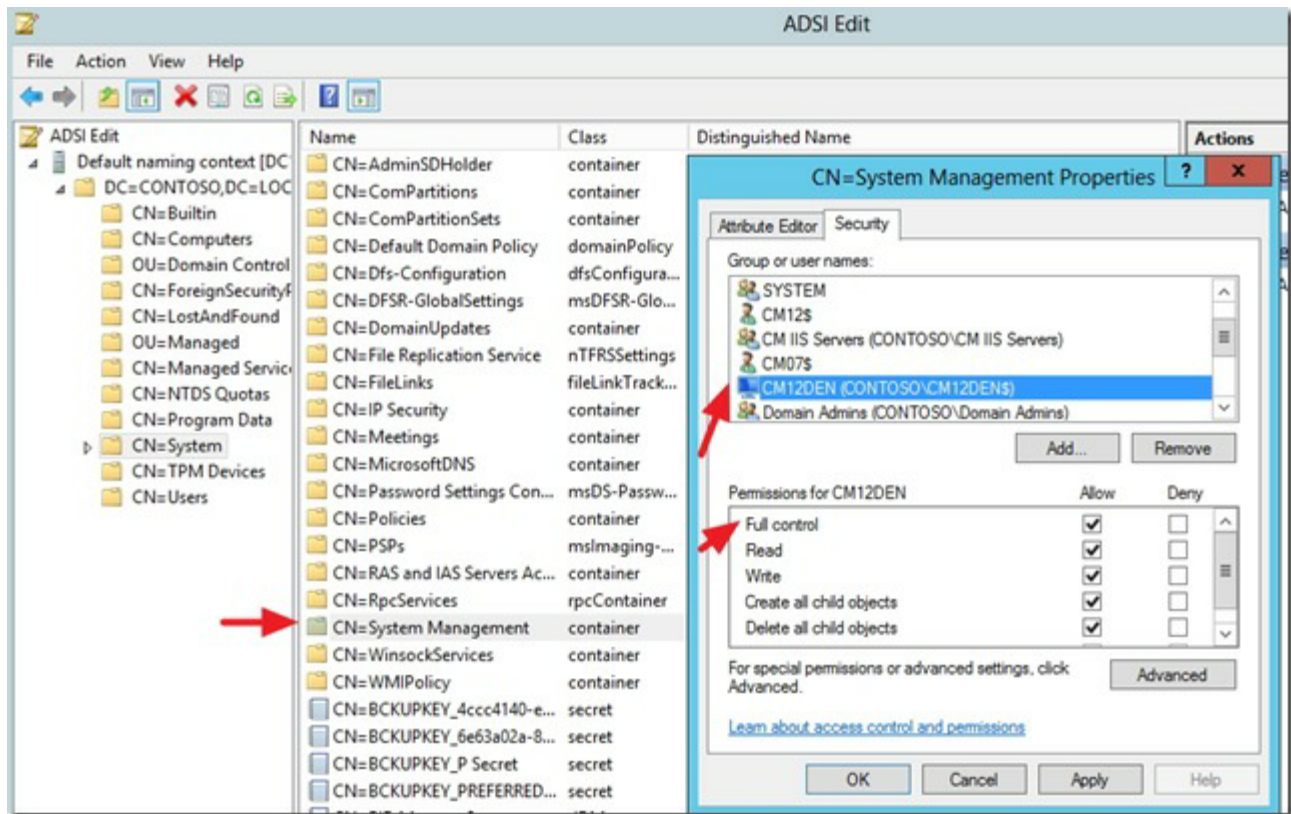 ADSI Edit
File Action View Help
ADSI Edit
Default naming context [DC
DC=CONTOSO,DC=LOC
CN=Builtin
CN=Computers
OU=Domain Control
CN=ForeignSecurityP
CN=LostAndFound
OU=Managed
CN=Managed Servic
CN=NTDS Quotas
CN=Program Data
CN=System
CN=TPM Devices
CN=Users
Name Class Distinguished Name
CN=AdminSDHolder container
CN=ComPartitions container
CN=ComPartitionSets container
CN=Default Domain Policy domainPolicy
CN=Dfs-Configuration dfsConfigura...
CN=DFSR-GlobalSettings msDFSR-Glo...
CN=DomainUpdates container
CN=File Replication Service nTFRSSettings
CN=FileLinks fileLinkTrack...
CN=IP Security container
CN=Meetings container
CN=MicrosoftDNS container
CN=Password Settings Con... msDS-Passw...
CN=Policies container
CN=PSPs msImaging-...
CN=RAS and IAS Servers Ac... container
CN=RpcServices rpcContainer
CN=System Management container
CN=WinsockServices container
CN=WMIPolicy container
CN=BCKUPKEY_4ccc4140-e... secret
CN=BCKUPKEY_6e63a02a-8... secret
CN=BCKUPKEY_P Secret secret
CN=BCKUPKEY_PREFERRED... secret
Actions
CN=System Management Properties ? x
Attribute Editor Security
Group or user names:
SYSTEM
CM12$
CM IIS Servers (CONTOSO\CM IIS Servers)
CM07$
CM12DEN (CONTOSO\CM12DEN$)
Domain Admins (CONTOSO\Domain Admins)
Add... Remove
Permissions for CM12DEN Allow Deny
Full control
Read
Write
Create all child objects
Delete all child objects
For special permissions or advanced settings, click
Advanced.
Advanced
Learn about access control and permissions
OK Cancel Apply Help